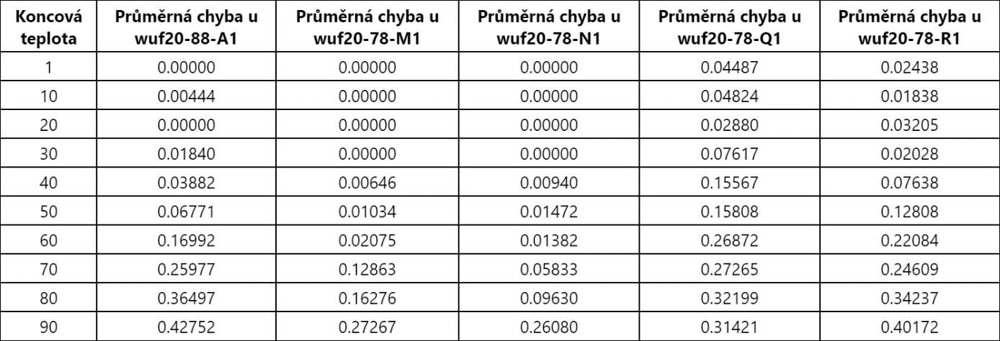 Koncová teplota | Průměrná chyba u wuf20-88-A1 | Průměrná chyba u wuf20-78-M1 | Průměrná chyba u wuf20-78-N1 | Průměrná chyba u wuf20-78-Q1 | Průměrná chyba u wuf20-78-R1
1 | 0.00000 | 0.00000 | 0.00000 | 0.04487 | 0.02438
10 | 0.00444 | 0.00000 | 0.00000 | 0.04824 | 0.01838
20 | 0.00000 | 0.00000 | 0.00000 | 0.02880 | 0.03205
30 | 0.01840 | 0.00000 | 0.00000 | 0.07617 | 0.02028
40 | 0.03882 | 0.00646 | 0.00940 | 0.15567 | 0.07638
50 | 0.06771 | 0.01034 | 0.01472 | 0.15808 | 0.12808
60 | 0.16992 | 0.02075 | 0.01382 | 0.26872 | 0.22084
70 | 0.25977 | 0.12863 | 0.05833 | 0.27265 | 0.24609
80 | 0.36497 | 0.16276 | 0.09630 | 0.32199 | 0.34237
90 | 0.42752 | 0.27267 | 0.26080 | 0.31421 | 0.40172